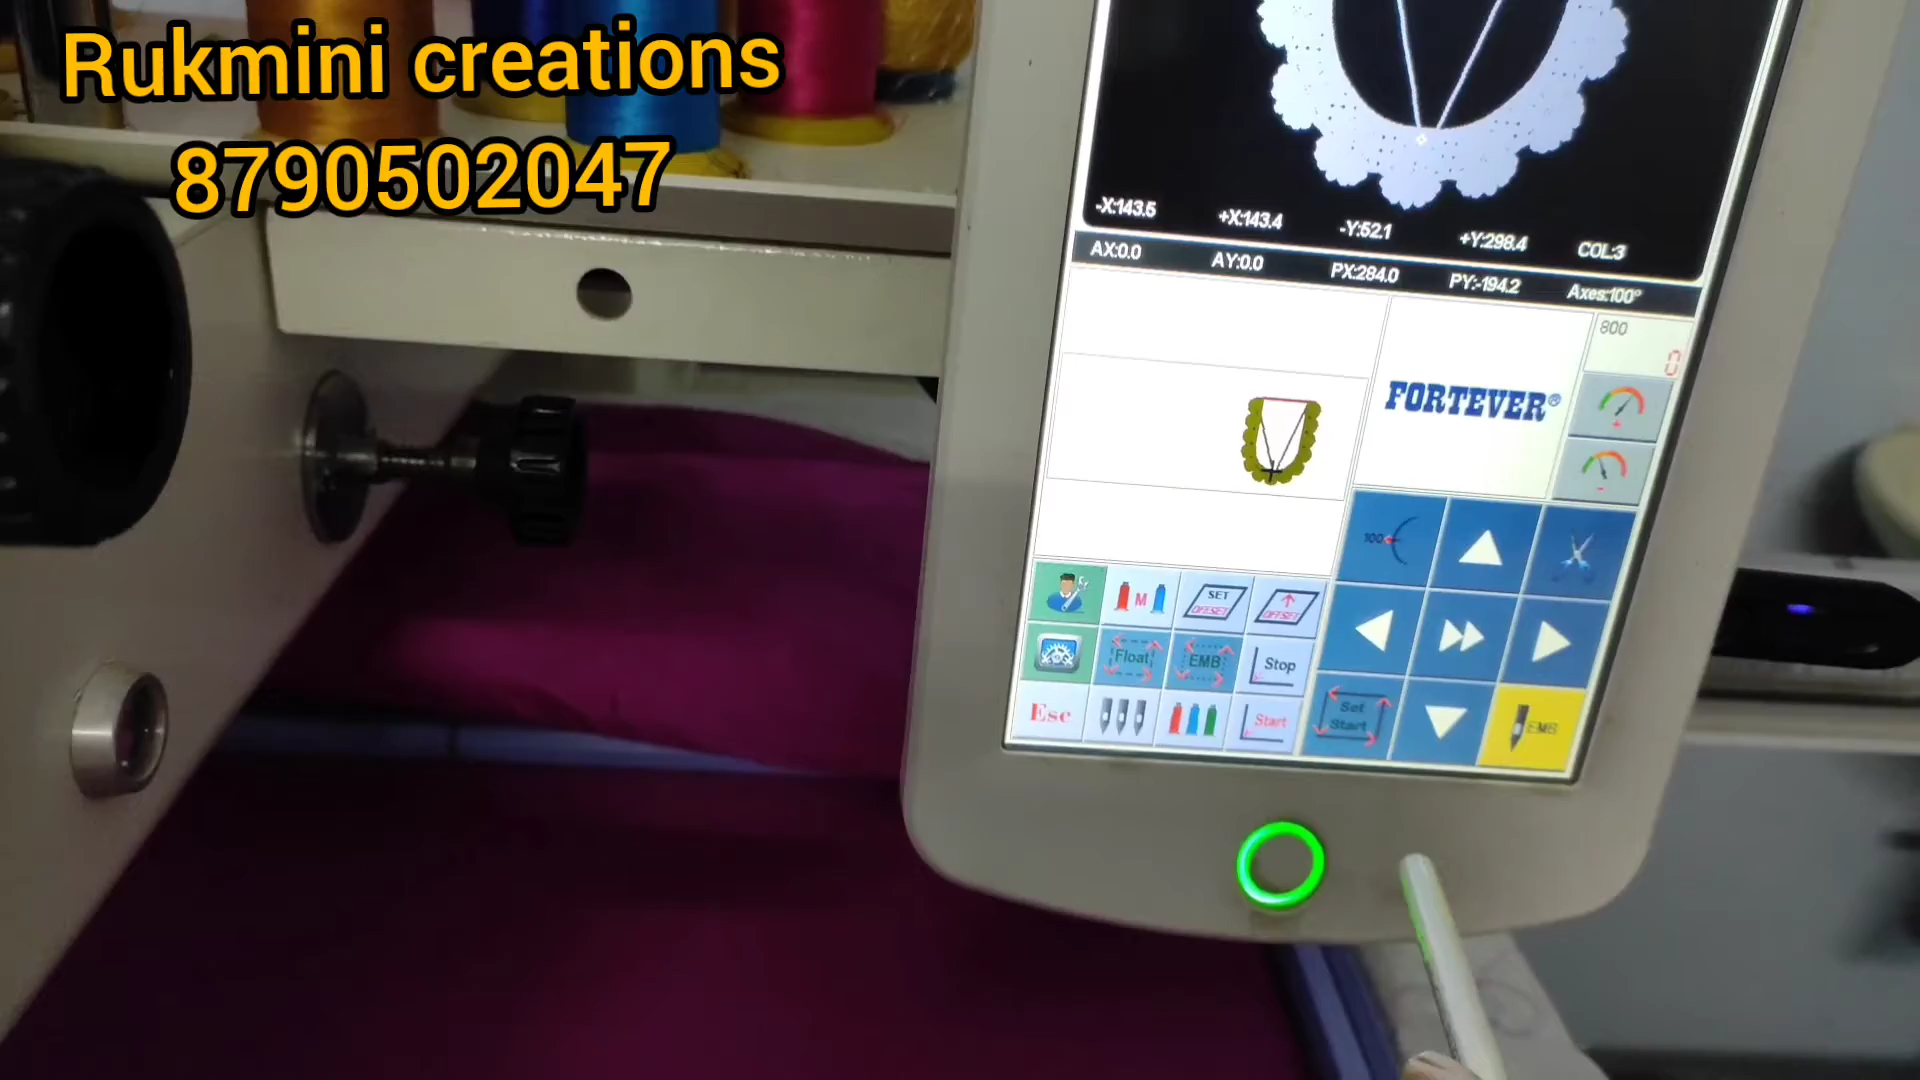 Rukmini creations
8790502047
-X:143.5 +X:143.4 -Y:52.1 +Y:298.4 COL:3
AX:0.0 AY:0.0 PX:284.0 PY:-194.2 Axes:100°
800
0
FORTEVER®
100
M
SET
OFFSET
OFFSET
Float
EMB
Stop
Esc
Start
Set
Start
EMB